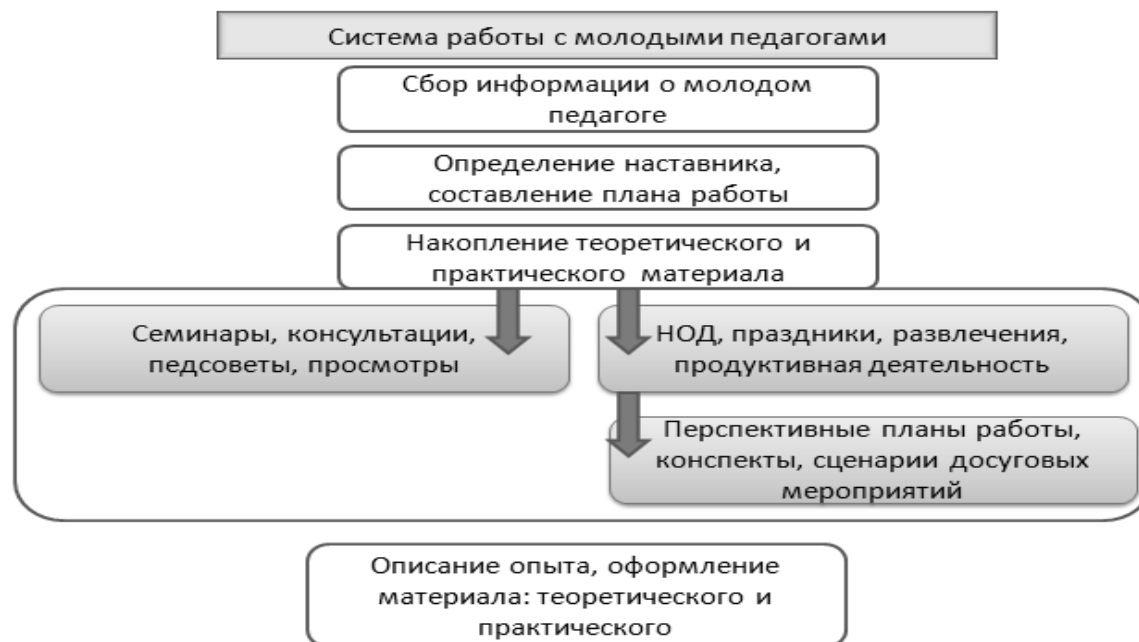 Система работы с молодыми педагогами
Сбор информации о молодом
педагоге
Определение наставника,
составление плана работы
Накопление теоретического и
практического материала
Семинары, консультации,
педсоветы, просмотры
НОД, праздники, развлечения,
продуктивная деятельность
Перспективные планы работы,
конспекты, сценарии досуговых
мероприятий
Описание опыта, оформление
материала: теоретического и
практического